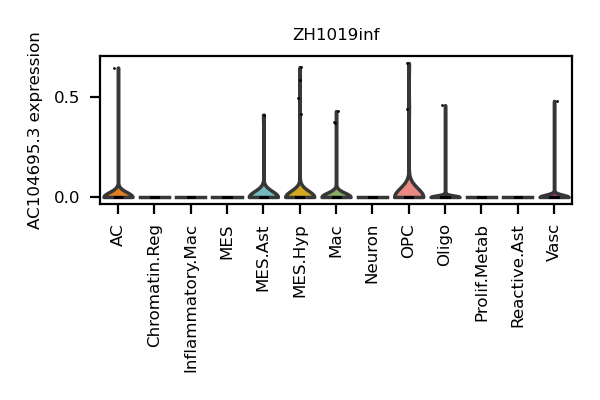 ZH1019inf
AC104695.3 expression
0.5
0.0
AC
Chromatin.Reg
Inflammatory.Mac
MES
MES.Ast
MES.Hyp
Mac
Neuron
OPC
Oligo
Prolif.Metab
Reactive.Ast
Vasc